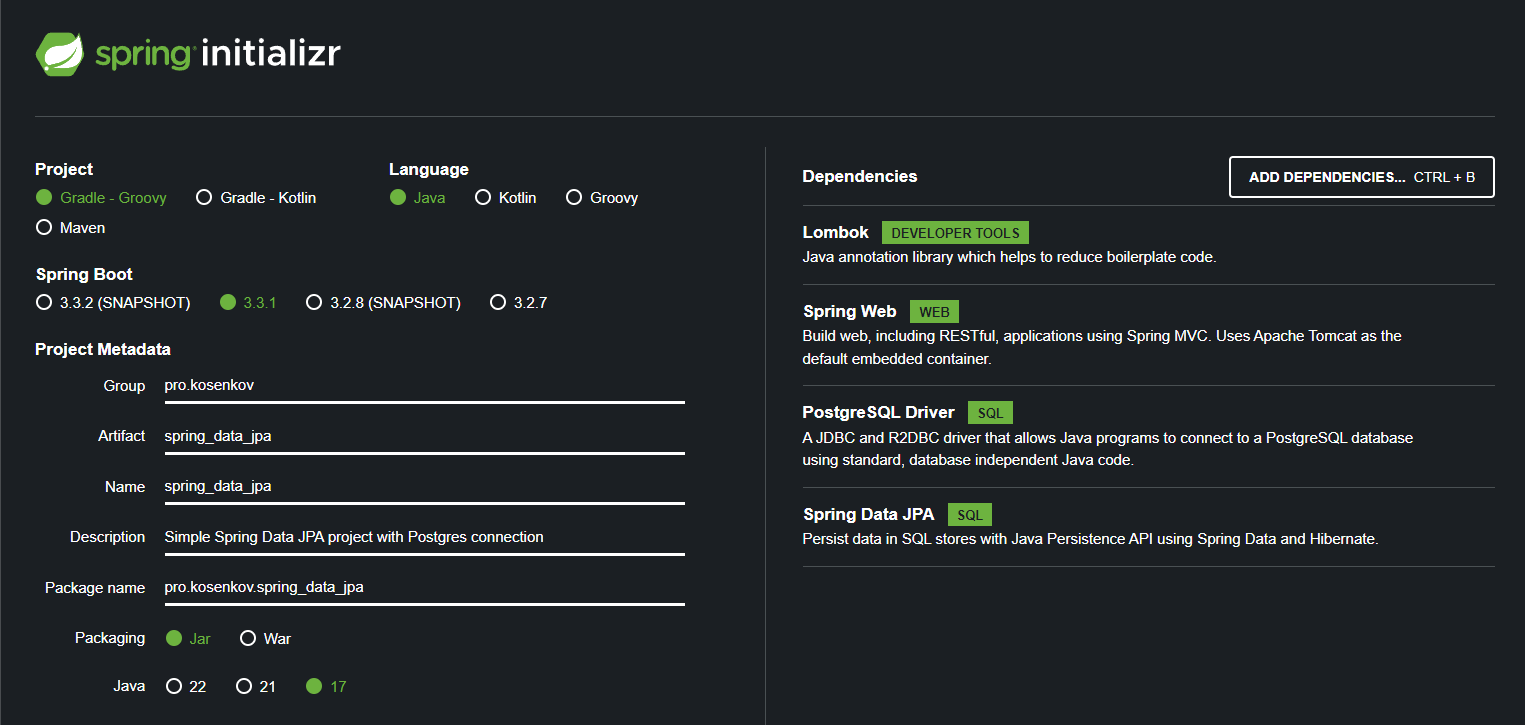 spring initializr
Project
Gradle - Groovy
Gradle - Kotlin
Maven
Language
Java
Kotlin
Groovy
Spring Boot
3.3.2 (SNAPSHOT)
3.3.1
3.2.8 (SNAPSHOT)
3.2.7
Project Metadata
Group
pro.kosenkov
Artifact
spring_data_jpa
Name
spring_data_jpa
Description
Simple Spring Data JPA project with Postgres connection
Package name
pro.kosenkov.spring_data_jpa
Packaging
Jar
War
Java
22
21
17
Dependencies
ADD DEPENDENCIES... CTRL + B
Lombok DEVELOPER TOOLS
Java annotation library which helps to reduce boilerplate code.
Spring Web WEB
Build web, including RESTful, applications using Spring MVC. Uses Apache Tomcat as the
default embedded container.
PostgreSQL Driver SQL
A JDBC and R2DBC driver that allows Java programs to connect to a PostgreSQL database
using standard, database independent Java code.
Spring Data JPA SQL
Persist data in SQL stores with Java Persistence API using Spring Data and Hibernate.